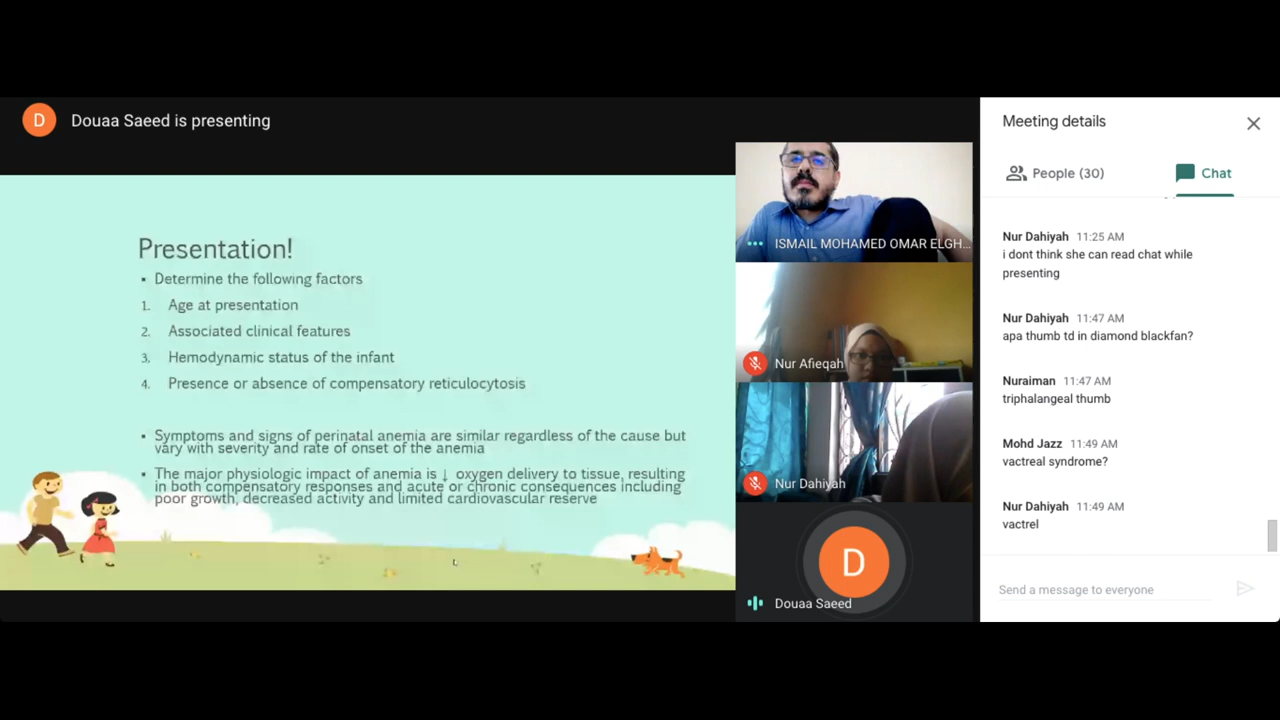 D
Douaa Saeed is presenting
Presentation!
▪ Determine the following factors
1. Age at presentation
2. Associated clinical features
3. Hemodynamic status of the infant
4. Presence or absence of compensatory reticulocytosis
▪ Symptoms and signs of perinatal anemia are similar regardless of the cause but
vary with severity and rate of onset of the anemia
▪ The major physiologic impact of anemia is ↓ oxygen delivery to tissue, resulting
in both compensatory responses and acute or chronic consequences including
poor growth, decreased activity and limited cardiovascular reserve
ISMAIL MOHAMED OMAR ELGH...
Nur Afieqah
Nur Dahiyah
D
Douaa Saeed
Meeting details
People (30)
Chat
Nur Dahiyah 11:25 AM
i dont think she can read chat while
presenting
Nur Dahiyah 11:47 AM
apa thumb td in diamond blackfan?
Nuraiman 11:47 AM
triphalangeal thumb
Mohd Jazz 11:49 AM
vactreal syndrome?
Nur Dahiyah 11:49 AM
vactrel
Send a message to everyone